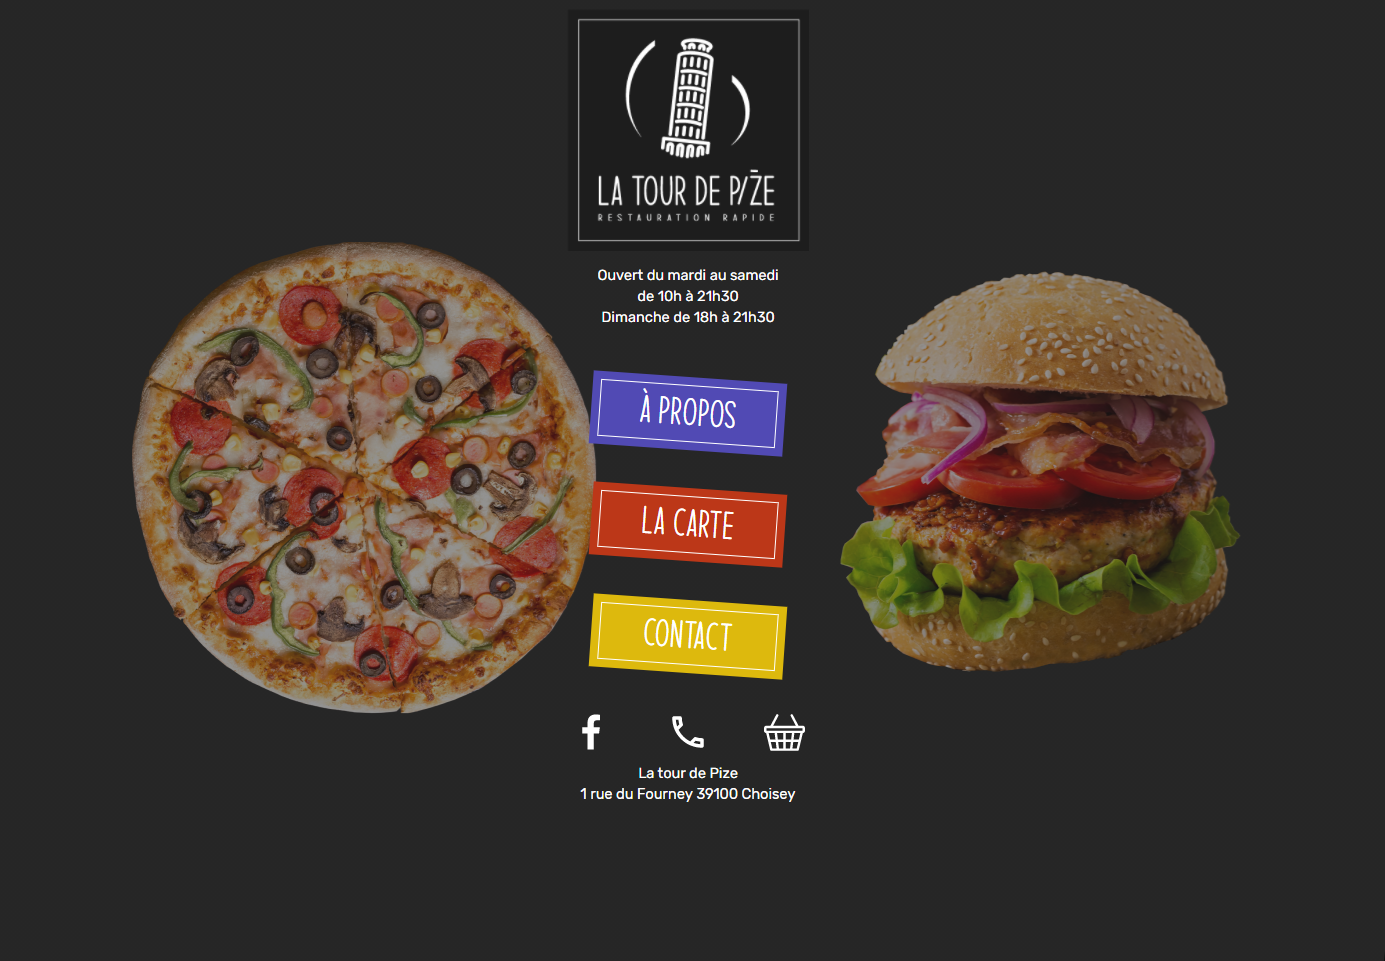 LA TOUR DE PIZE
RESTAURATION RAPIDE
Ouvert du mardi au samedi
de 10h à 21h30
Dimanche de 18h à 21h30
À PROPOS
LA CARTE
CONTACT
La tour de Pize
1 rue du Fourney 39100 Choisey